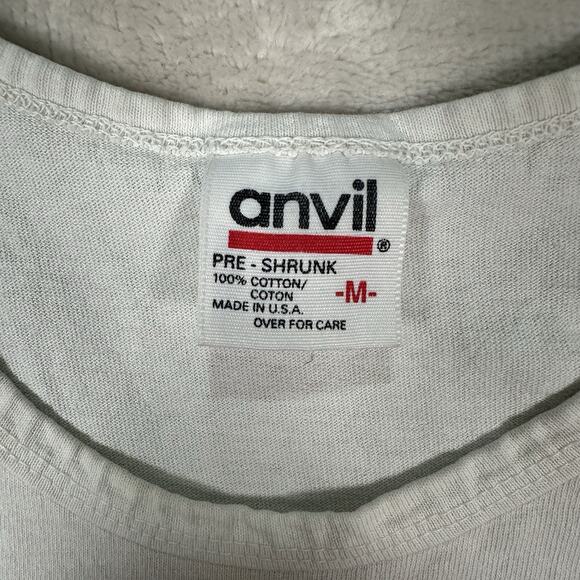 anvil®
PRE - SHRUNK
100% COTTON/
COTON
-M-
MADE IN U.S.A.
OVER FOR CARE